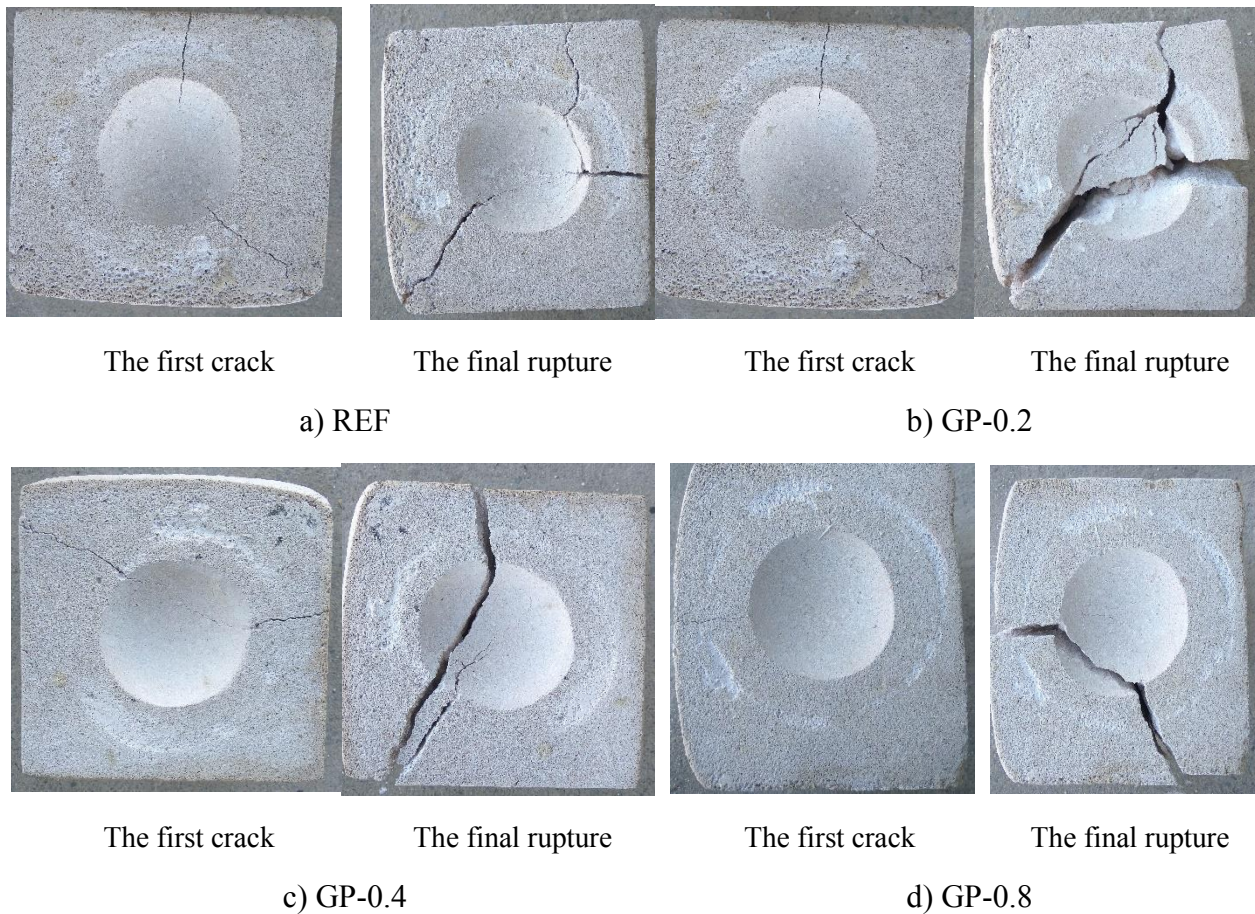 The first crack The final rupture The first crack The final rupture
a) REF b) GP-0.2
The first crack The final rupture The first crack The final rupture
c) GP-0.4 d) GP-0.8